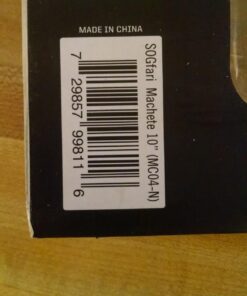 MADE IN CHINA
SOGfari Machete 10" (MC04-N)
7 29857 99811 6